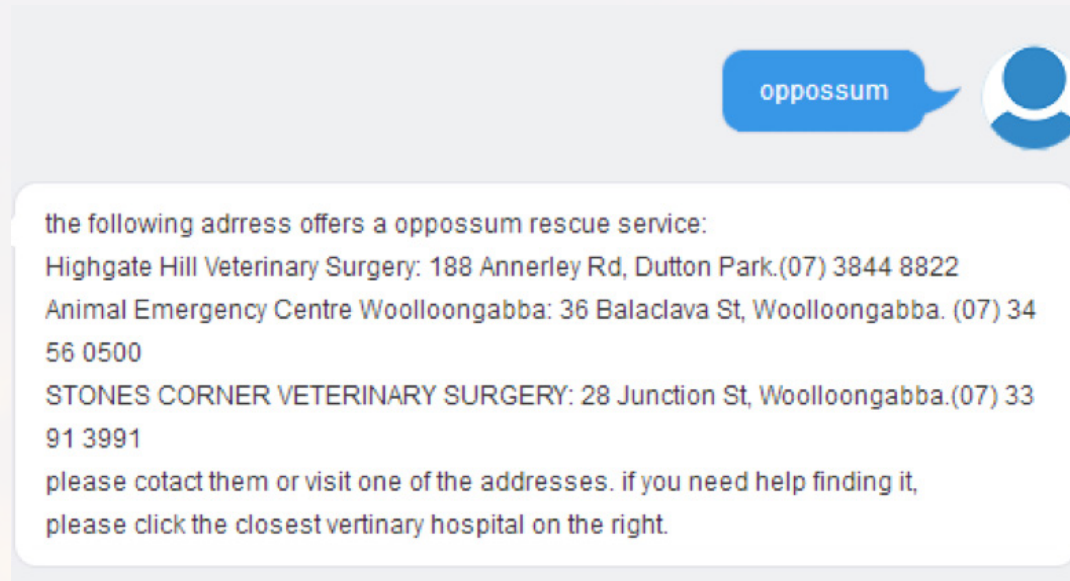 oppossum
the following adrress offers a oppossum rescue service:
Highgate Hill Veterinary Surgery: 188 Annerley Rd, Dutton Park.(07) 3844 8822
Animal Emergency Centre Woolloongabba: 36 Balaclava St, Woolloongabba. (07) 34
56 0500
STONES CORNER VETERINARY SURGERY: 28 Junction St, Woolloongabba.(07) 33
91 3991
please cotact them or visit one of the addresses. if you need help finding it,
please click the closest vertinary hospital on the right.